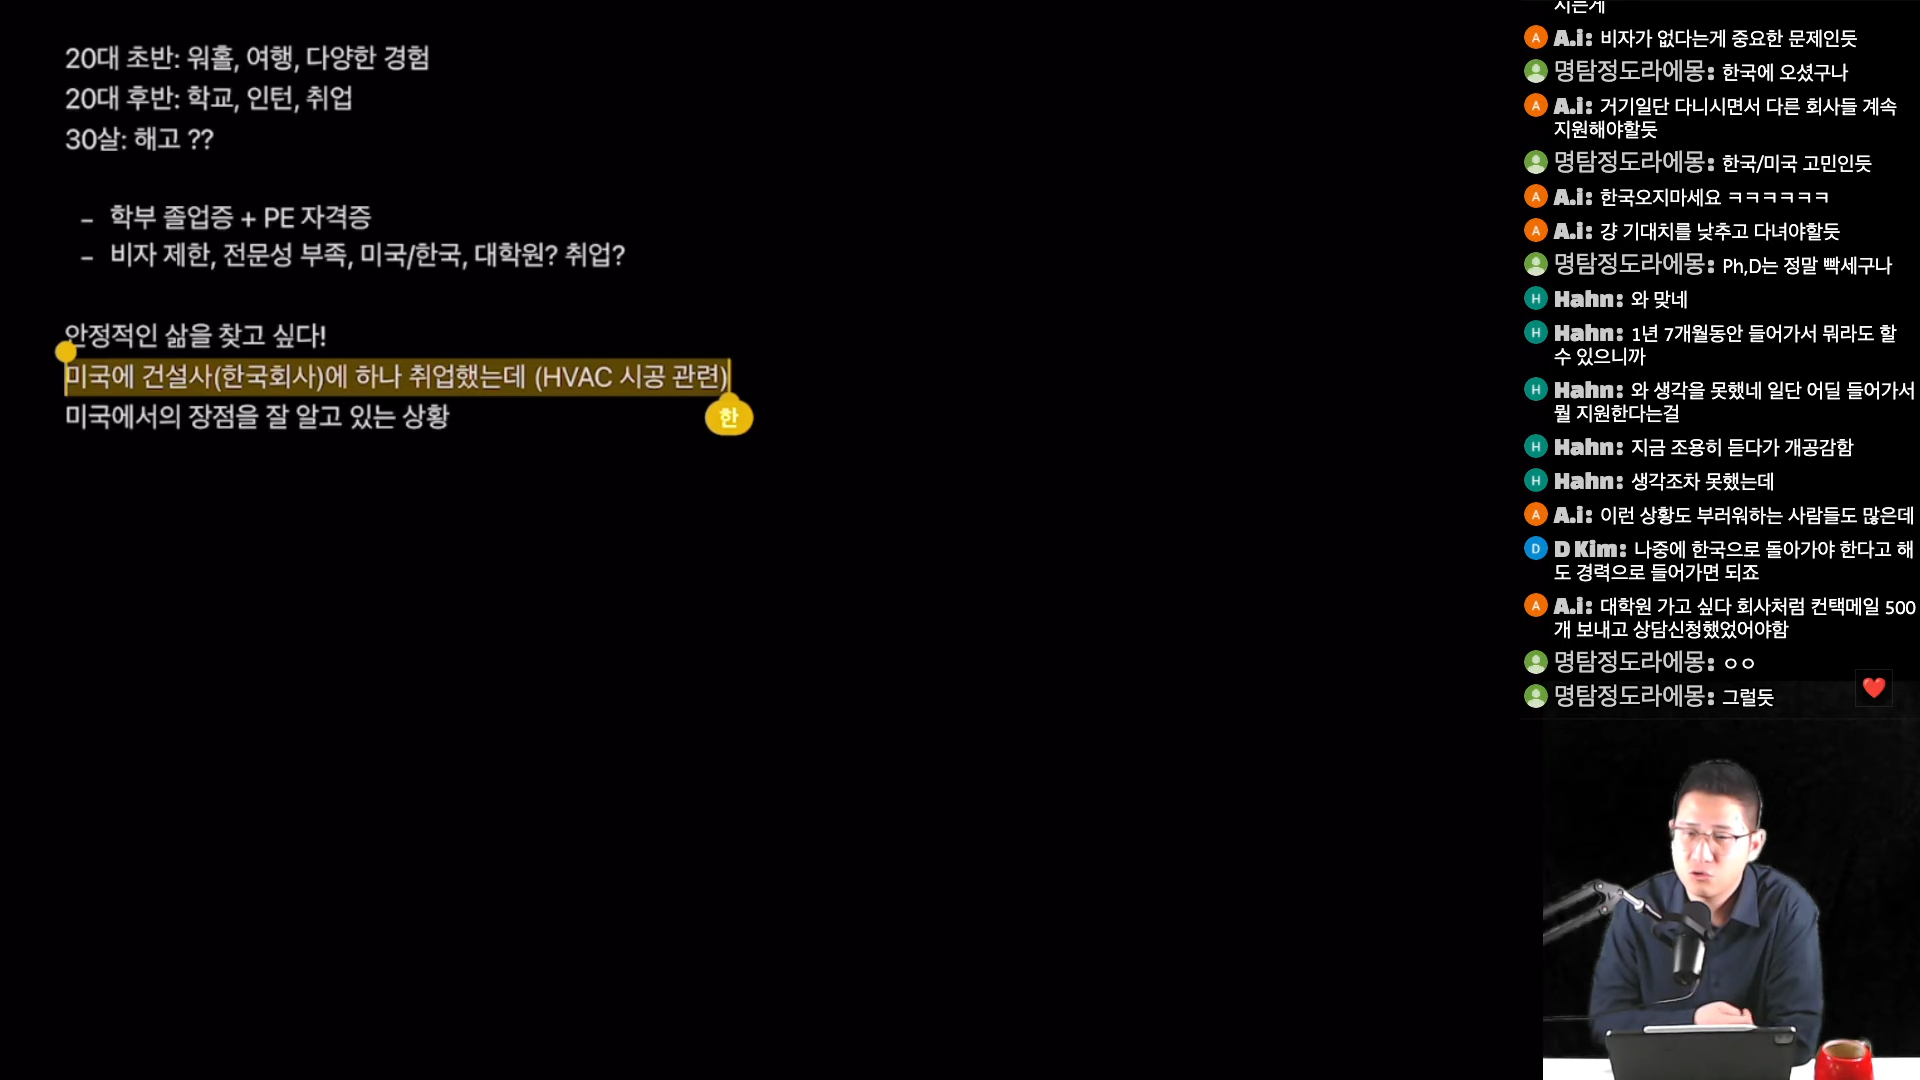 20대 초반: 워홀, 여행, 다양한 경험
20대 후반: 학교, 인턴, 취업
30살: 해고 ??
- 학부 졸업증 + PE 자격증
- 비자 제한, 전문성 부족, 미국/한국, 대학원? 취업?
안정적인 삶을 찾고 싶다!
미국에 건설사(한국회사)에 하나 취업했는데 (HVAC 시공 관련)
한
미국에서의 장점을 잘 알고 있는 상황
시는게
A A.i: 비자가 없다는게 중요한 문제인듯
명탐정도라에몽: 한국에 오셨구나
A A.i: 거기일단 다니시면서 다른 회사들 계속
지원해야할듯
명탐정도라에몽: 한국/미국 고민인듯
A A.i: 한국오지마세요 ㅋㅋㅋㅋㅋㅋ
A A.i: 걍 기대치를 낮추고 다녀야할듯
명탐정도라에몽: Ph,D는 정말 빡세구나
H Hahn: 와 맞네
H Hahn: 1년 7개월동안 들어가서 뭐라도 할
수 있으니까
H Hahn: 와 생각을 못했네 일단 어딜 들어가서
뭘 지원한다는걸
H Hahn: 지금 조용히 듣다가 개공감함
H Hahn: 생각조차 못했는데
A A.i: 이런 상황도 부러워하는 사람들도 많은데
D D Kim: 나중에 한국으로 돌아가야 한다고 해
도 경력으로 들어가면 되죠
A A.i: 대학원 가고 싶다 회사처럼 컨택메일 500
개 보내고 상담신청했었어야함
명탐정도라에몽: ㅇㅇ
명탐정도라에몽: 그럴듯